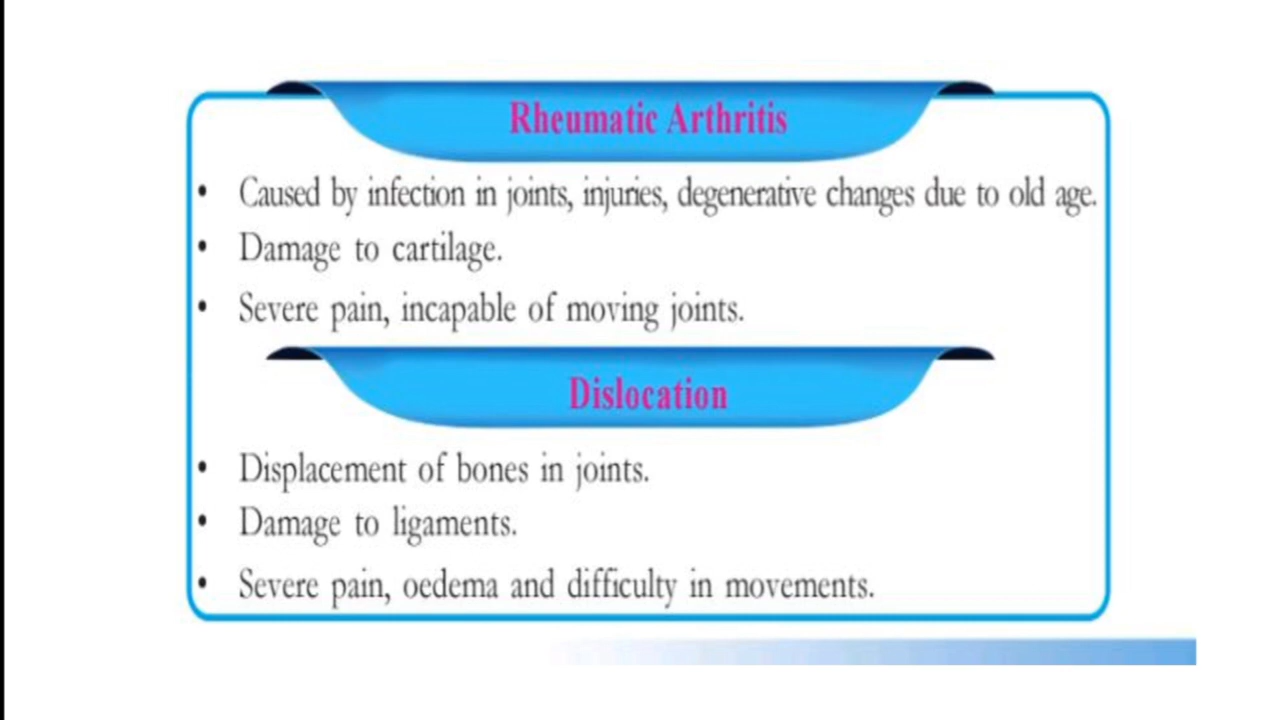 Rheumatic Arthritis
• Caused by infection in joints, injuries, degenerative changes due to old age.
• Damage to cartilage.
• Severe pain, incapable of moving joints.
Dislocation
• Displacement of bones in joints.
• Damage to ligaments.
• Severe pain, oedema and difficulty in movements.